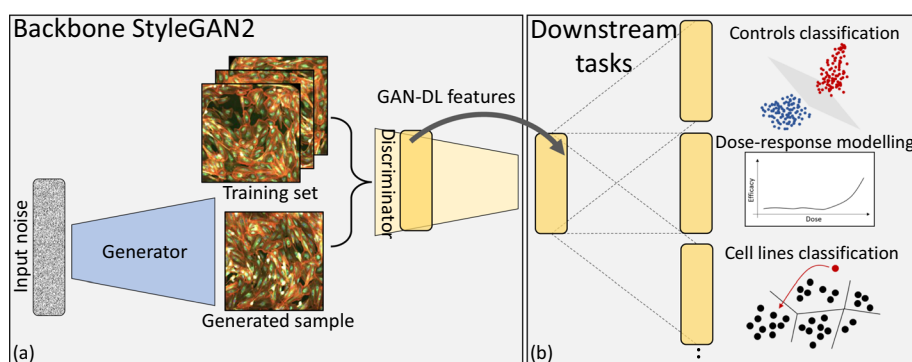 Backbone StyleGAN2
Input noise
Generator
Training set
Generated sample
Discriminator
GAN-DL features
(a)
Downstream
tasks
Controls classification
Dose-response modelling
Efficacy
Dose
Cell lines classification
(b)